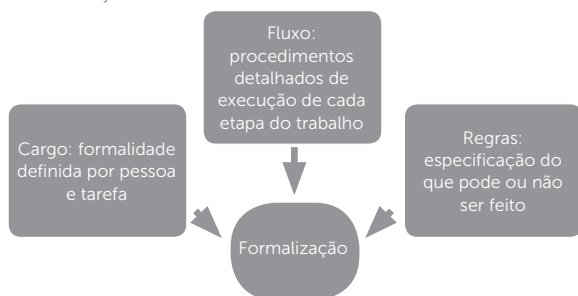 Fluxo:
procedimentos
detalhados de
execução de cada
etapa do trabalho
Cargo: formalidade
definida por pessoa
e tarefa
Regras:
especificação do
que pode ou não
ser feito
Formalização